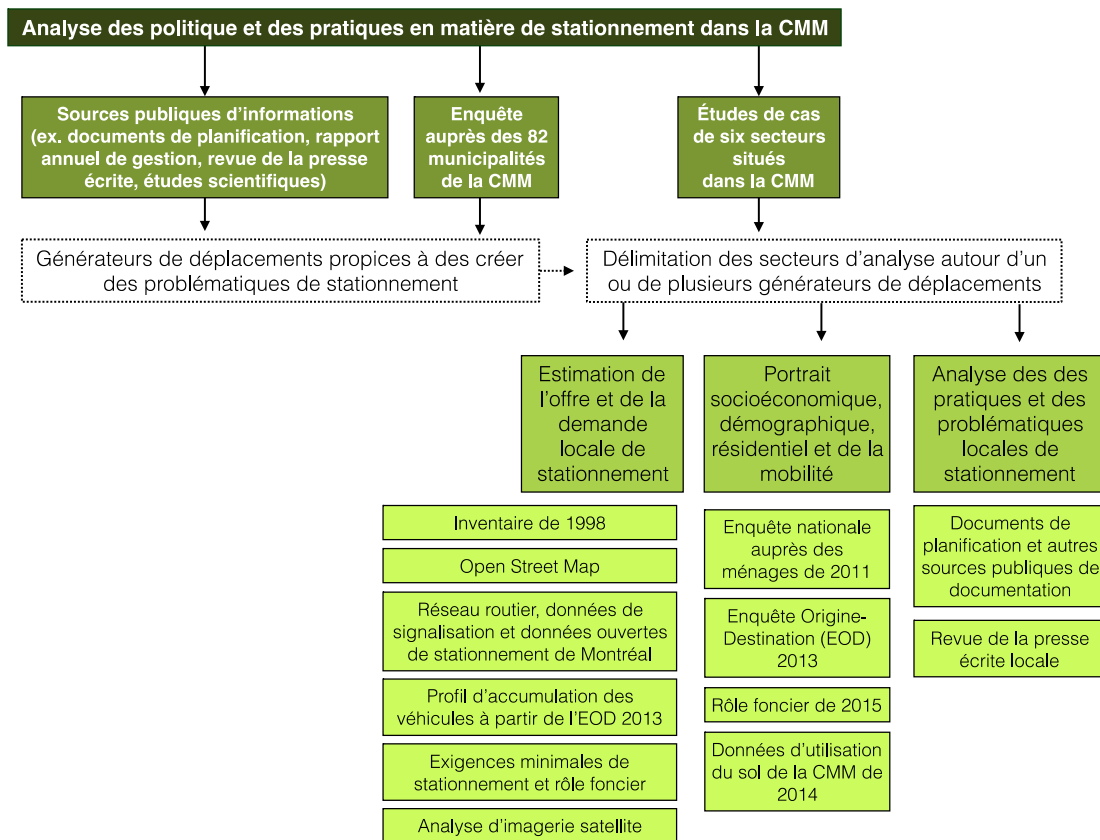 Analyse des politique et des pratiques en matière de stationnement dans la CMM
Sources publiques d'informations
(ex. documents de planification, rapport
annuel de gestion, revue de la presse
écrite, études scientifiques)
Enquête
auprès des 82
municipalités
de la CMM
Études de cas
de six secteurs
situés
dans la CMM
Générateurs de déplacements propices à des créer
des problématiques de stationnement
Délimitation des secteurs d'analyse autour d'un
ou de plusieurs générateurs de déplacements
Estimation de
l'offre et de la
demande
locale de
stationnement
Portrait
socioéconomique,
démographique,
résidentiel et de la
mobilité
Analyse des des
pratiques et des
problématiques
locales de
stationnement
Inventaire de 1998
Open Street Map
Réseau routier, données de
signalisation et données ouvertes
de stationnement de Montréal
Profil d'accumulation des
véhicules à partir de l'EOD 2013
Exigences minimales de
stationnement et rôle foncier
Analyse d'imagerie satellite
Enquête nationale
auprès des
ménages de 2011
Enquête Origine-
Destination (EOD)
2013
Rôle foncier de 2015
Données d'utilisation
du sol de la CMM de
2014
Documents de
planification et autres
sources publiques de
documentation
Revue de la presse
écrite locale